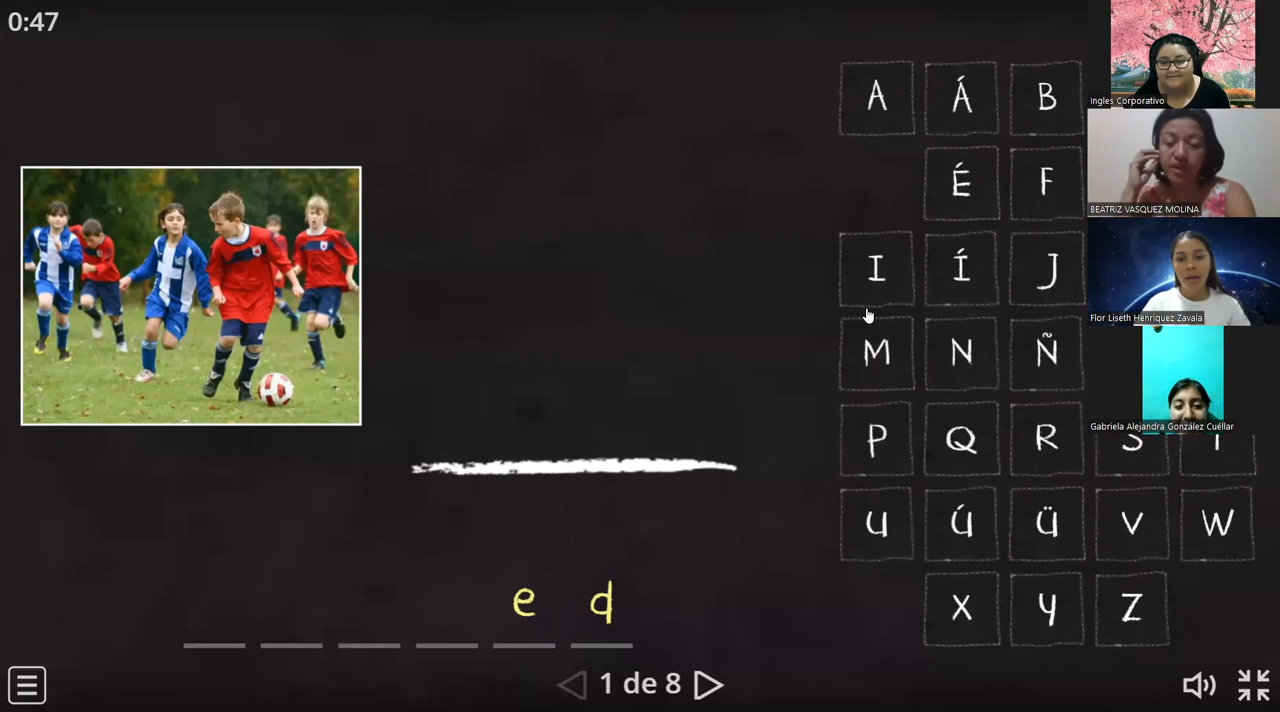 0:47
A Á B
É F
I Í J
M N Ñ
P Q R S T
U Ú Ü V W
X Y Z
e d
1 de 8
Ingles Corporativo
BEATRIZ VASQUEZ MOLINA
Flor Liseth Henriquez Zavala
Gabriela Alejandra González Cuéllar